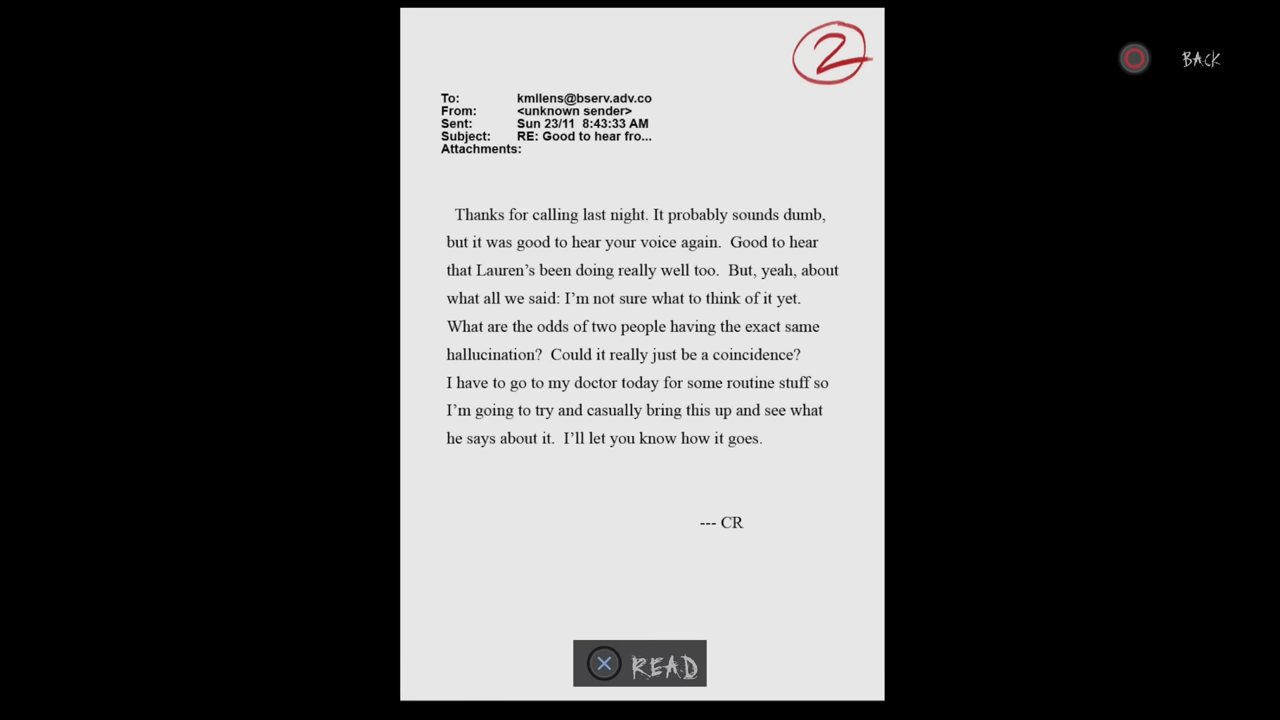 2
BACK
To: kmllens@bserv.adv.co
From: <unknown sender>
Sent: Sun 23/11 8:43:33 AM
Subject: RE: Good to hear fro...
Attachments:
Thanks for calling last night. It probably sounds dumb,
but it was good to hear your voice again. Good to hear
that Lauren’s been doing really well too. But, yeah, about
what all we said: I’m not sure what to think of it yet.
What are the odds of two people having the exact same
hallucination? Could it really just be a coincidence?
I have to go to my doctor today for some routine stuff so
I’m going to try and casually bring this up and see what
he says about it. I’ll let you know how it goes.
--- CR
READ